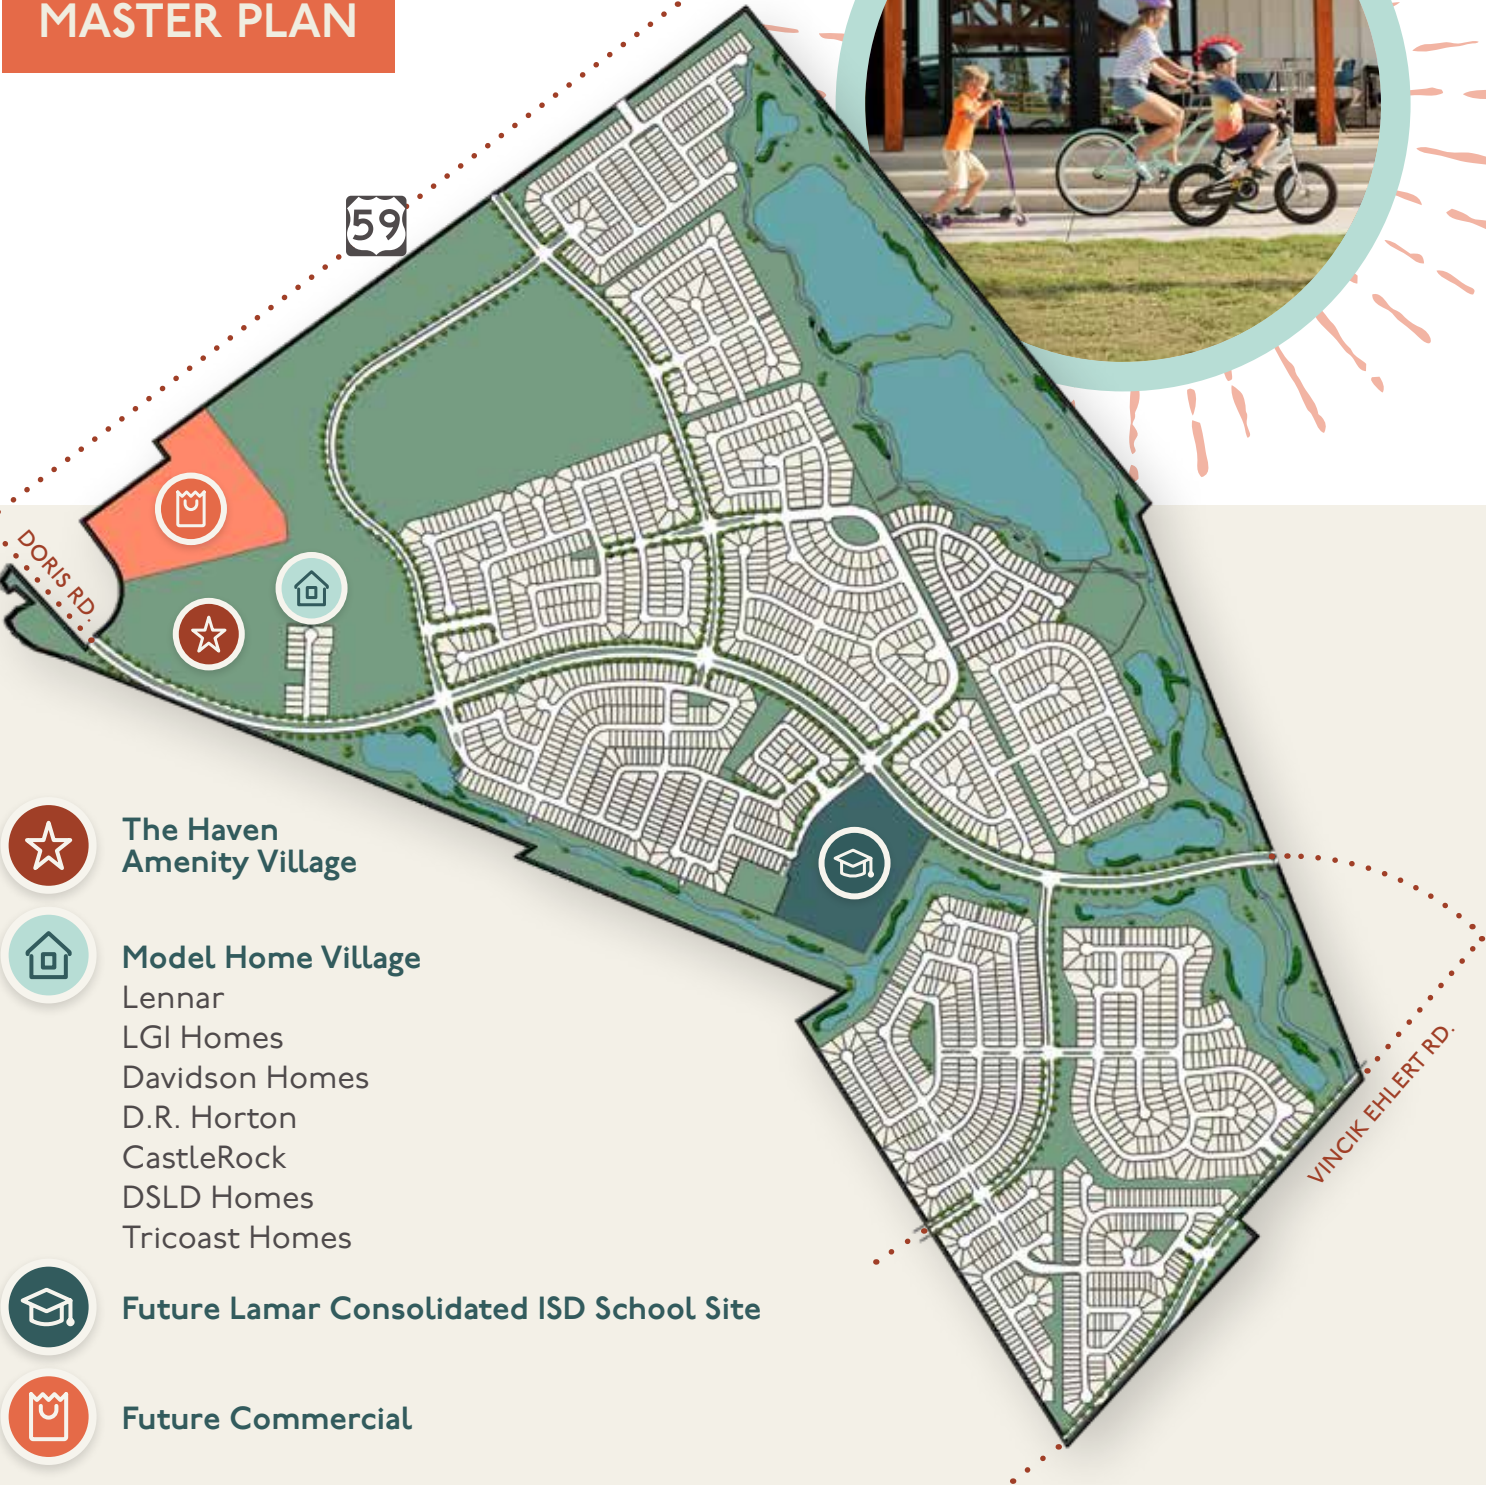 MASTER PLAN
59
DORIS RD.
The Haven
Amenity Village
Model Home Village
Lennar
LGI Homes
Davidson Homes
D.R. Horton
CastleRock
DSLD Homes
Tricoast Homes
Future Lamar Consolidated ISD School Site
Future Commercial
VINCIK EHLERT RD.